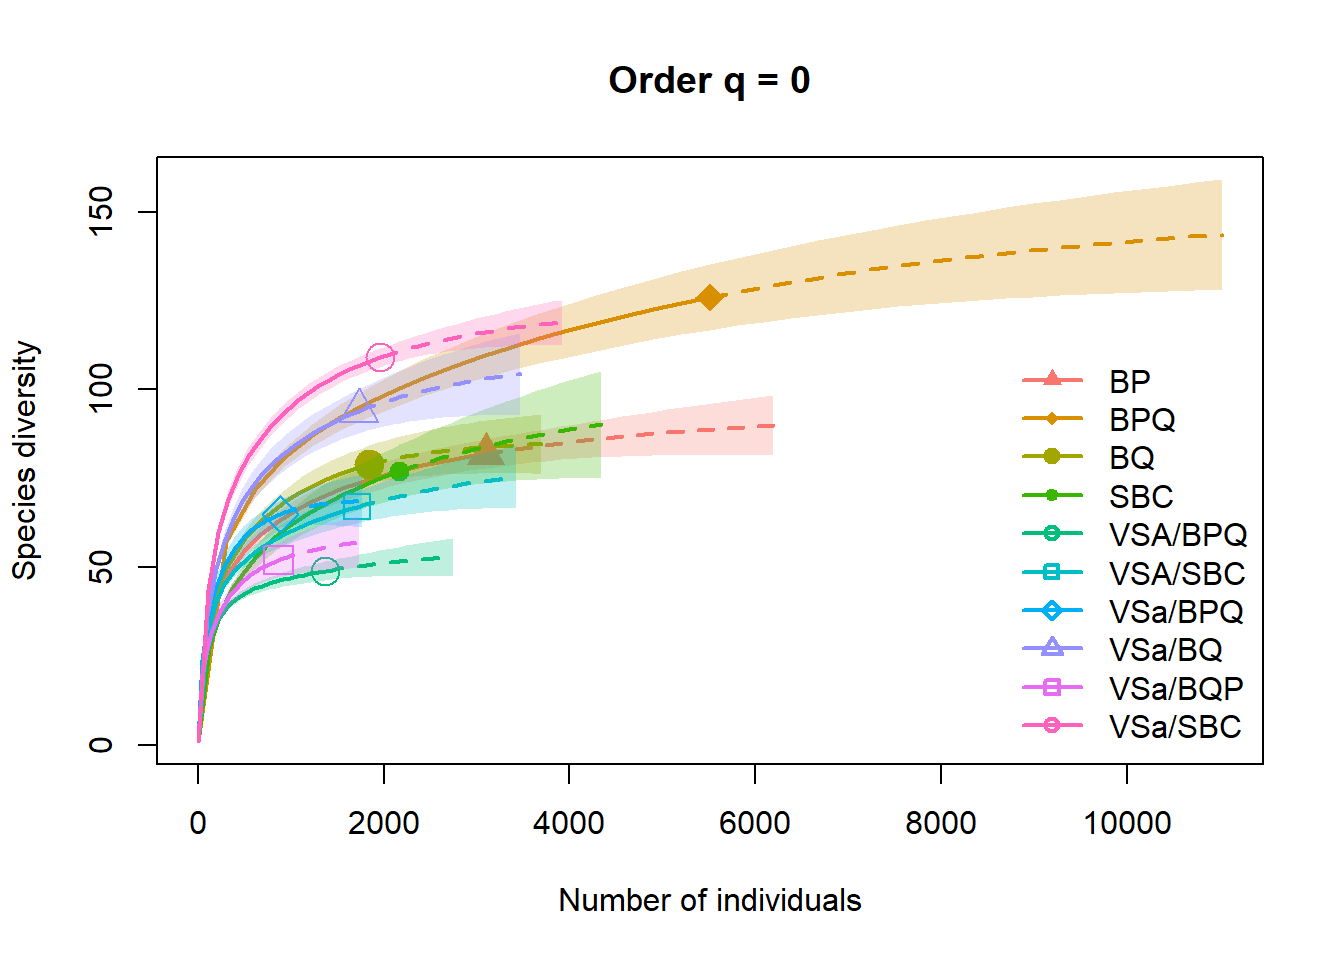 Order q = 0
Species diversity
150
100
50
0
0 2000 4000 6000 8000 10000
Number of individuals
BP
BPQ
BQ
SBC
VSA/BPQ
VSA/SBC
VSa/BPQ
VSa/BQ
VSa/BQP
VSa/SBC